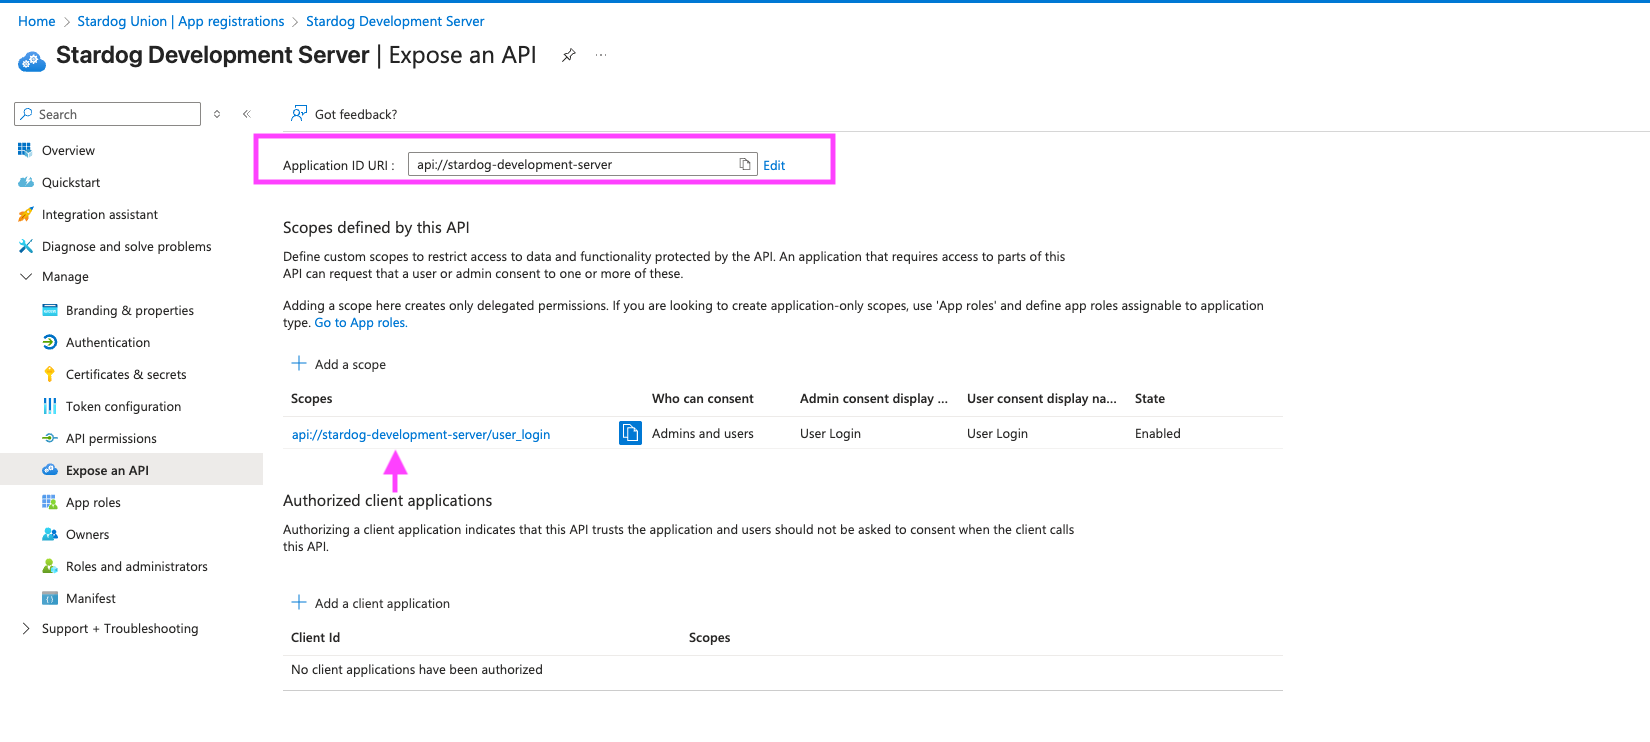 Home > Stardog Union | App registrations > Stardog Development Server
Stardog Development Server | Expose an API
Search
Got feedback?
Overview
Quickstart
Integration assistant
Diagnose and solve problems
Manage
Branding & properties
Authentication
Certificates & secrets
Token configuration
API permissions
Expose an API
App roles
Owners
Roles and administrators
Manifest
Support + Troubleshooting
Application ID URI : api://stardog-development-server Edit
Scopes defined by this API
Define custom scopes to restrict access to data and functionality protected by the API. An application that requires access to parts of this
API can request that a user or admin consent to one or more of these.
Adding a scope here creates only delegated permissions. If you are looking to create application-only scopes, use 'App roles' and define app roles assignable to application
type. Go to App roles.
Add a scope
Scopes Who can consent Admin consent display ... User consent display na... State
api://stardog-development-server/user_login Admins and users User Login User Login Enabled
Authorized client applications
Authorizing a client application indicates that this API trusts the application and users should not be asked to consent when the client calls
this API.
Add a client application
Client Id Scopes
No client applications have been authorized